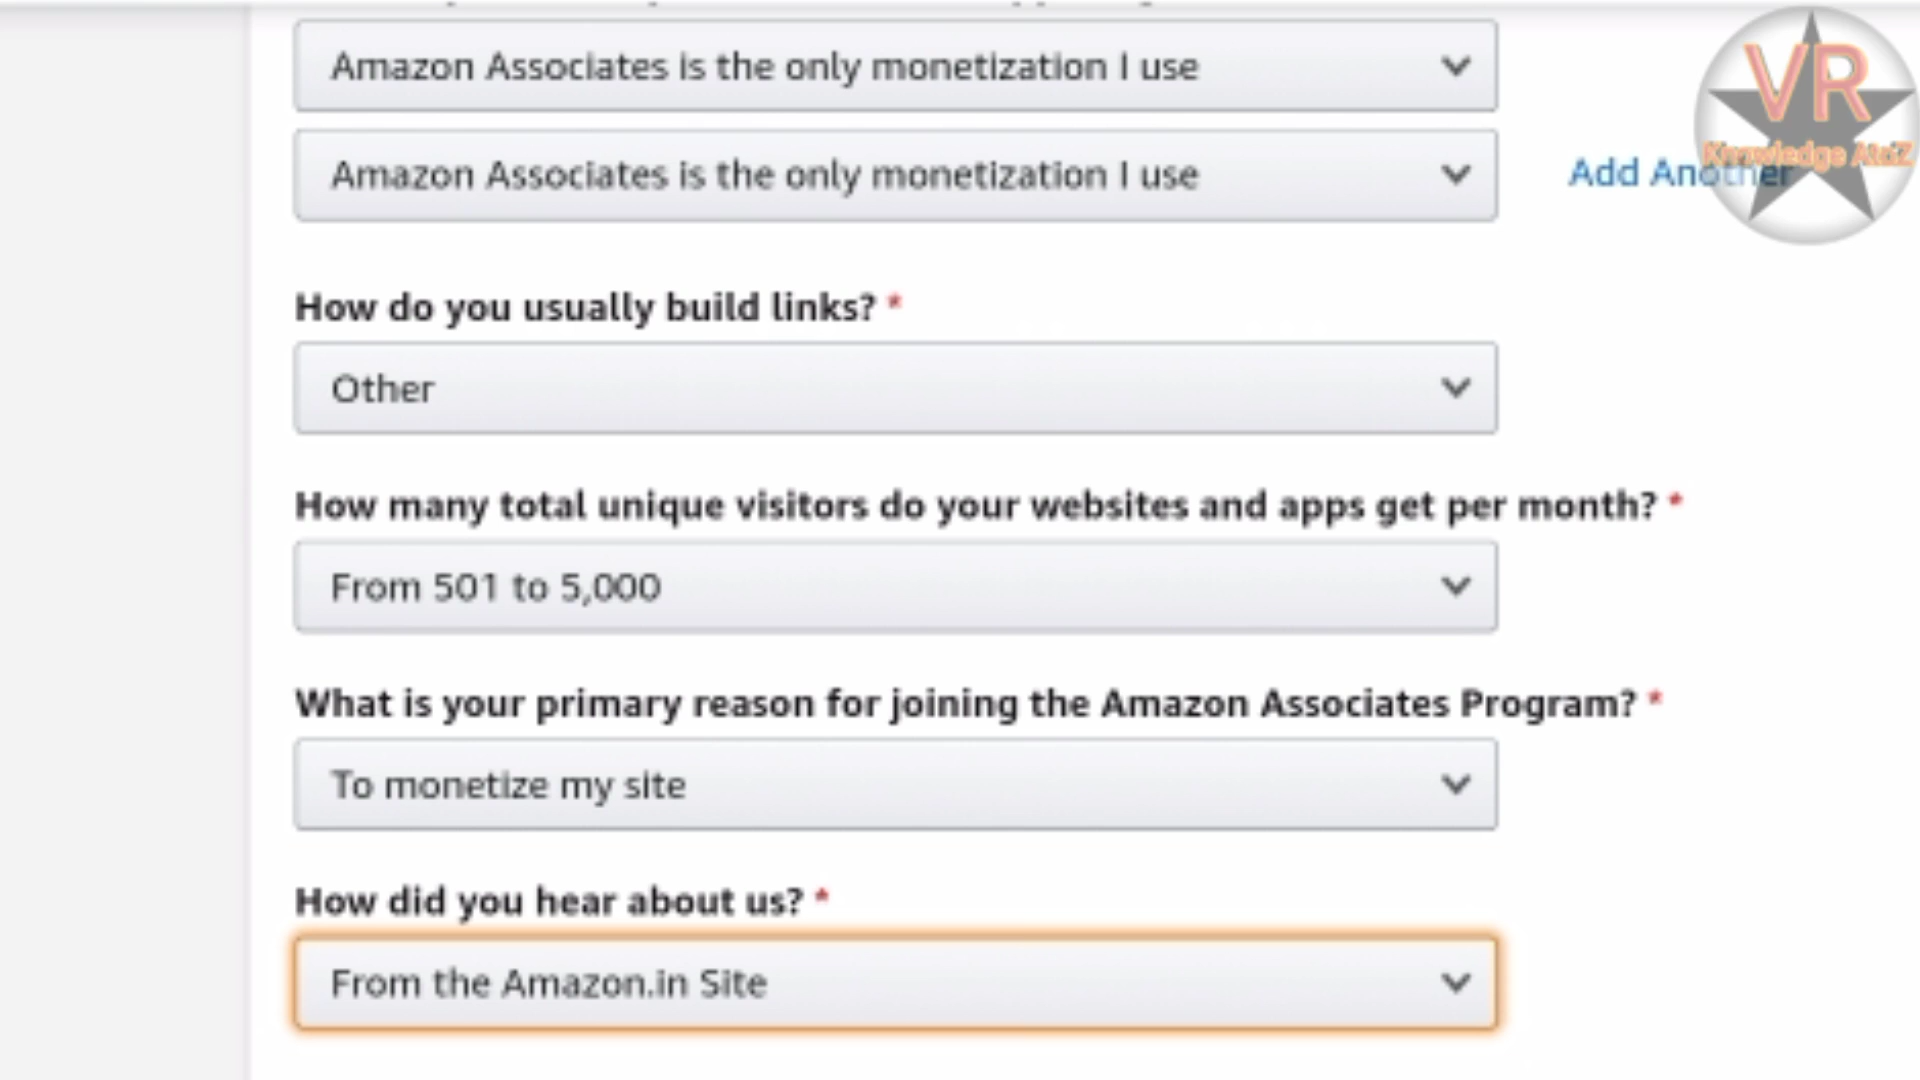 Amazon Associates is the only monetization I use
Amazon Associates is the only monetization I use
Add Another
VR
Knowledge AtoZ
How do you usually build links? *
Other
How many total unique visitors do your websites and apps get per month? *
From 501 to 5,000
What is your primary reason for joining the Amazon Associates Program? *
To monetize my site
How did you hear about us? *
From the Amazon.in Site